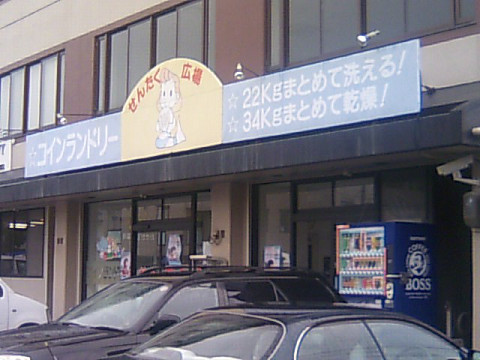 ☆コインランドリー
せんたく広場
☆22Kgまとめて洗える!
☆34Kgまとめて乾燥!
BOSS